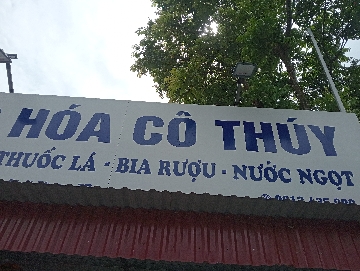 HÓA CÔ THÚY
THUỐC LÁ - BIA RƯỢU - NƯỚC NGỌT